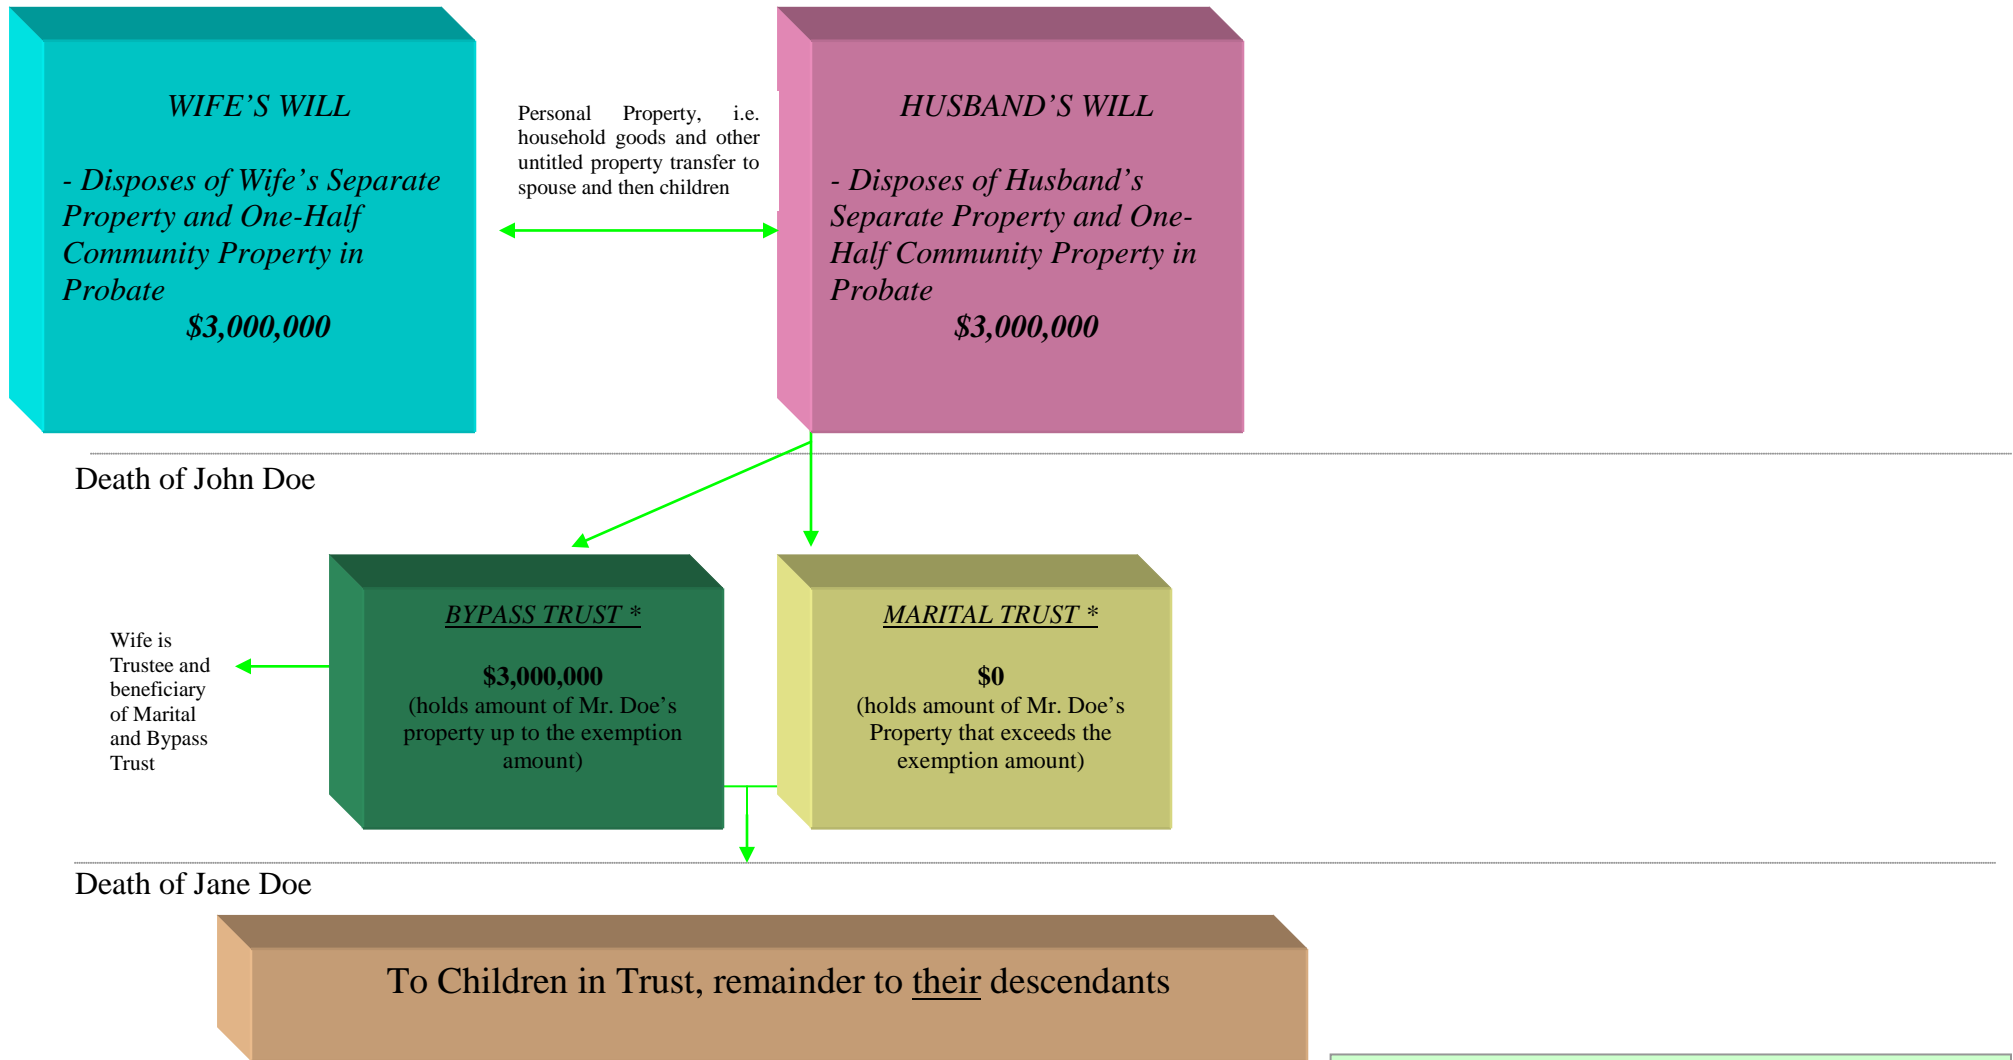 WIFE'S WILL
- Disposes of Wife's Separate
Property and One-Half
Community Property in
Probate
$3,000,000
Personal Property, i.e.
household goods and other
untitled property transfer to
spouse and then children
HUSBAND'S WILL
- Disposes of Husband's
Separate Property and One-
Half Community Property in
Probate
$3,000,000
Death of John Doe
Wife is
Trustee and
beneficiary
of Marital
and Bypass
Trust
BYPASS TRUST *
$3,000,000
(holds amount of Mr. Doe's
property up to the exemption
amount)
MARITAL TRUST *
$0
(holds amount of Mr. Doe's
Property that exceeds the
exemption amount)
Death of Jane Doe
To Children in Trust, remainder to their descendants